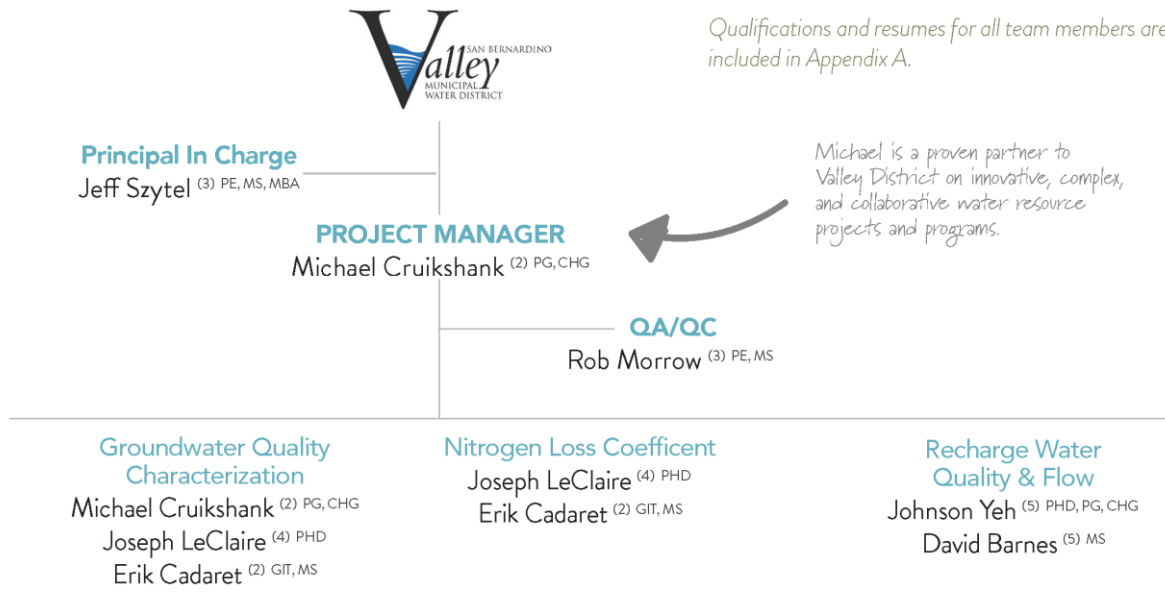 SAN BERNARDINO
Valley
MUNICIPAL
WATER DISTRICT
Qualifications and resumes for all team members are
included in Appendix A.
Principal In Charge
Jeff Szytel (3) PE, MS, MBA
Michael is a proven partner to
Valley District on innovative, complex,
and collaborative water resource
projects and programs.
PROJECT MANAGER
Michael Cruikshank (2) PG, CHG
QA/QC
Rob Morrow (3) PE, MS
Groundwater Quality
Characterization
Michael Cruikshank (2) PG, CHG
Joseph LeClaire (4) PHD
Erik Cadaret (2) GIT, MS
Nitrogen Loss Coefficent
Joseph LeClaire (4) PHD
Erik Cadaret (2) GIT, MS
Recharge Water
Quality & Flow
Johnson Yeh (5) PHD, PG, CHG
David Barnes (5) MS